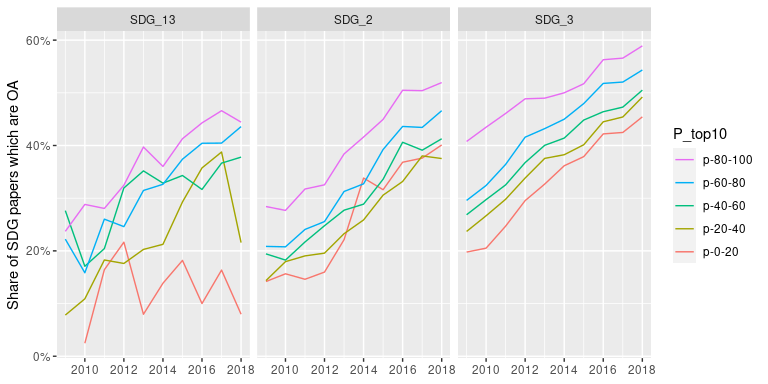 SDG_13 SDG_2 SDG_3
Share of SDG papers which are OA
60%
40%
20%
0%
2010 2012 2014 2016 2018 2010 2012 2014 2016 2018 2010 2012 2014 2016 2018
P_top10
p-80-100
p-60-80
p-40-60
p-20-40
p-0-20